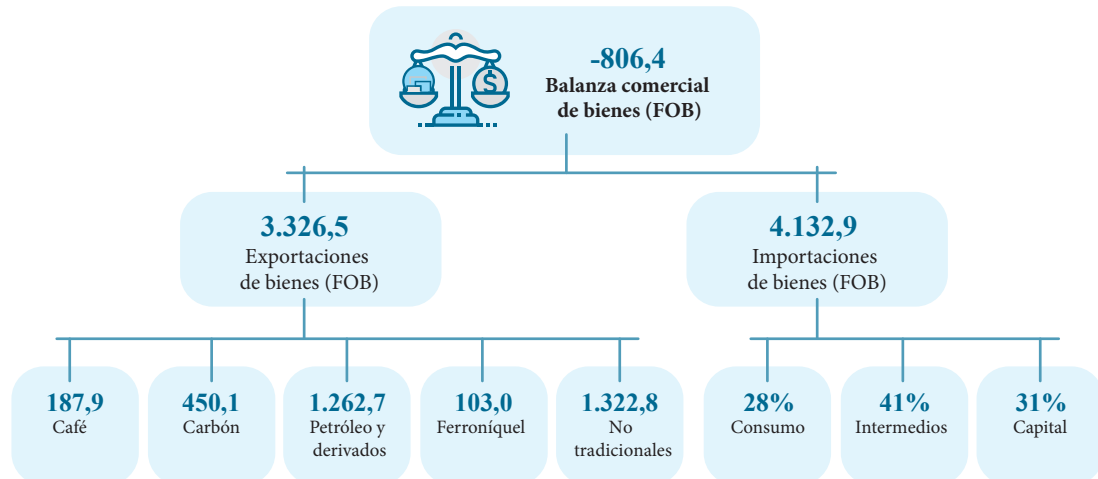 -806,4
Balanza comercial
de bienes (FOB)
$
3.326,5
Exportaciones
de bienes (FOB)
4.132,9
Importaciones
de bienes (FOB)
187,9
Café
450,1
Carbón
1.262,7
Petróleo y
derivados
103,0
Ferroníquel
1.322,8
No
tradicionales
28%
Consumo
41%
Intermedios
31%
Capital